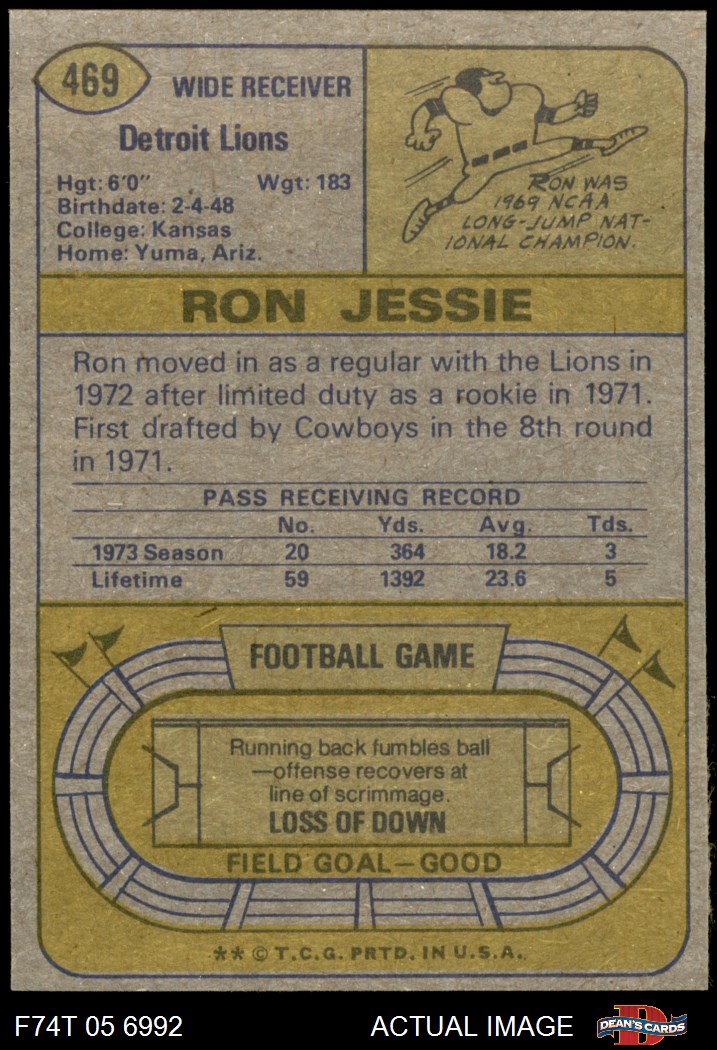 469
WIDE RECEIVER
Detroit Lions
Hgt: 6'0" Wgt: 183
Birthdate: 2-4-48
College: Kansas
Home: Yuma, Ariz.
RON WAS
1969 NCAA
LONG-JUMP NAT-
IONAL CHAMPION.
RON JESSIE
Ron moved in as a regular with the Lions in
1972 after limited duty as a rookie in 1971.
First drafted by Cowboys in the 8th round
in 1971.
PASS RECEIVING RECORD
No. Yds. Avg. Tds.
1973 Season 20 364 18.2 3
Lifetime 59 1392 23.6 5
FOOTBALL GAME
Running back fumbles ball
—offense recovers at
line of scrimmage.
LOSS OF DOWN
FIELD GOAL—GOOD
** © T.C.G. PRTD. IN U.S.A.
F74T 05 6992 ACTUAL IMAGE
D
DEAN'S CARDS